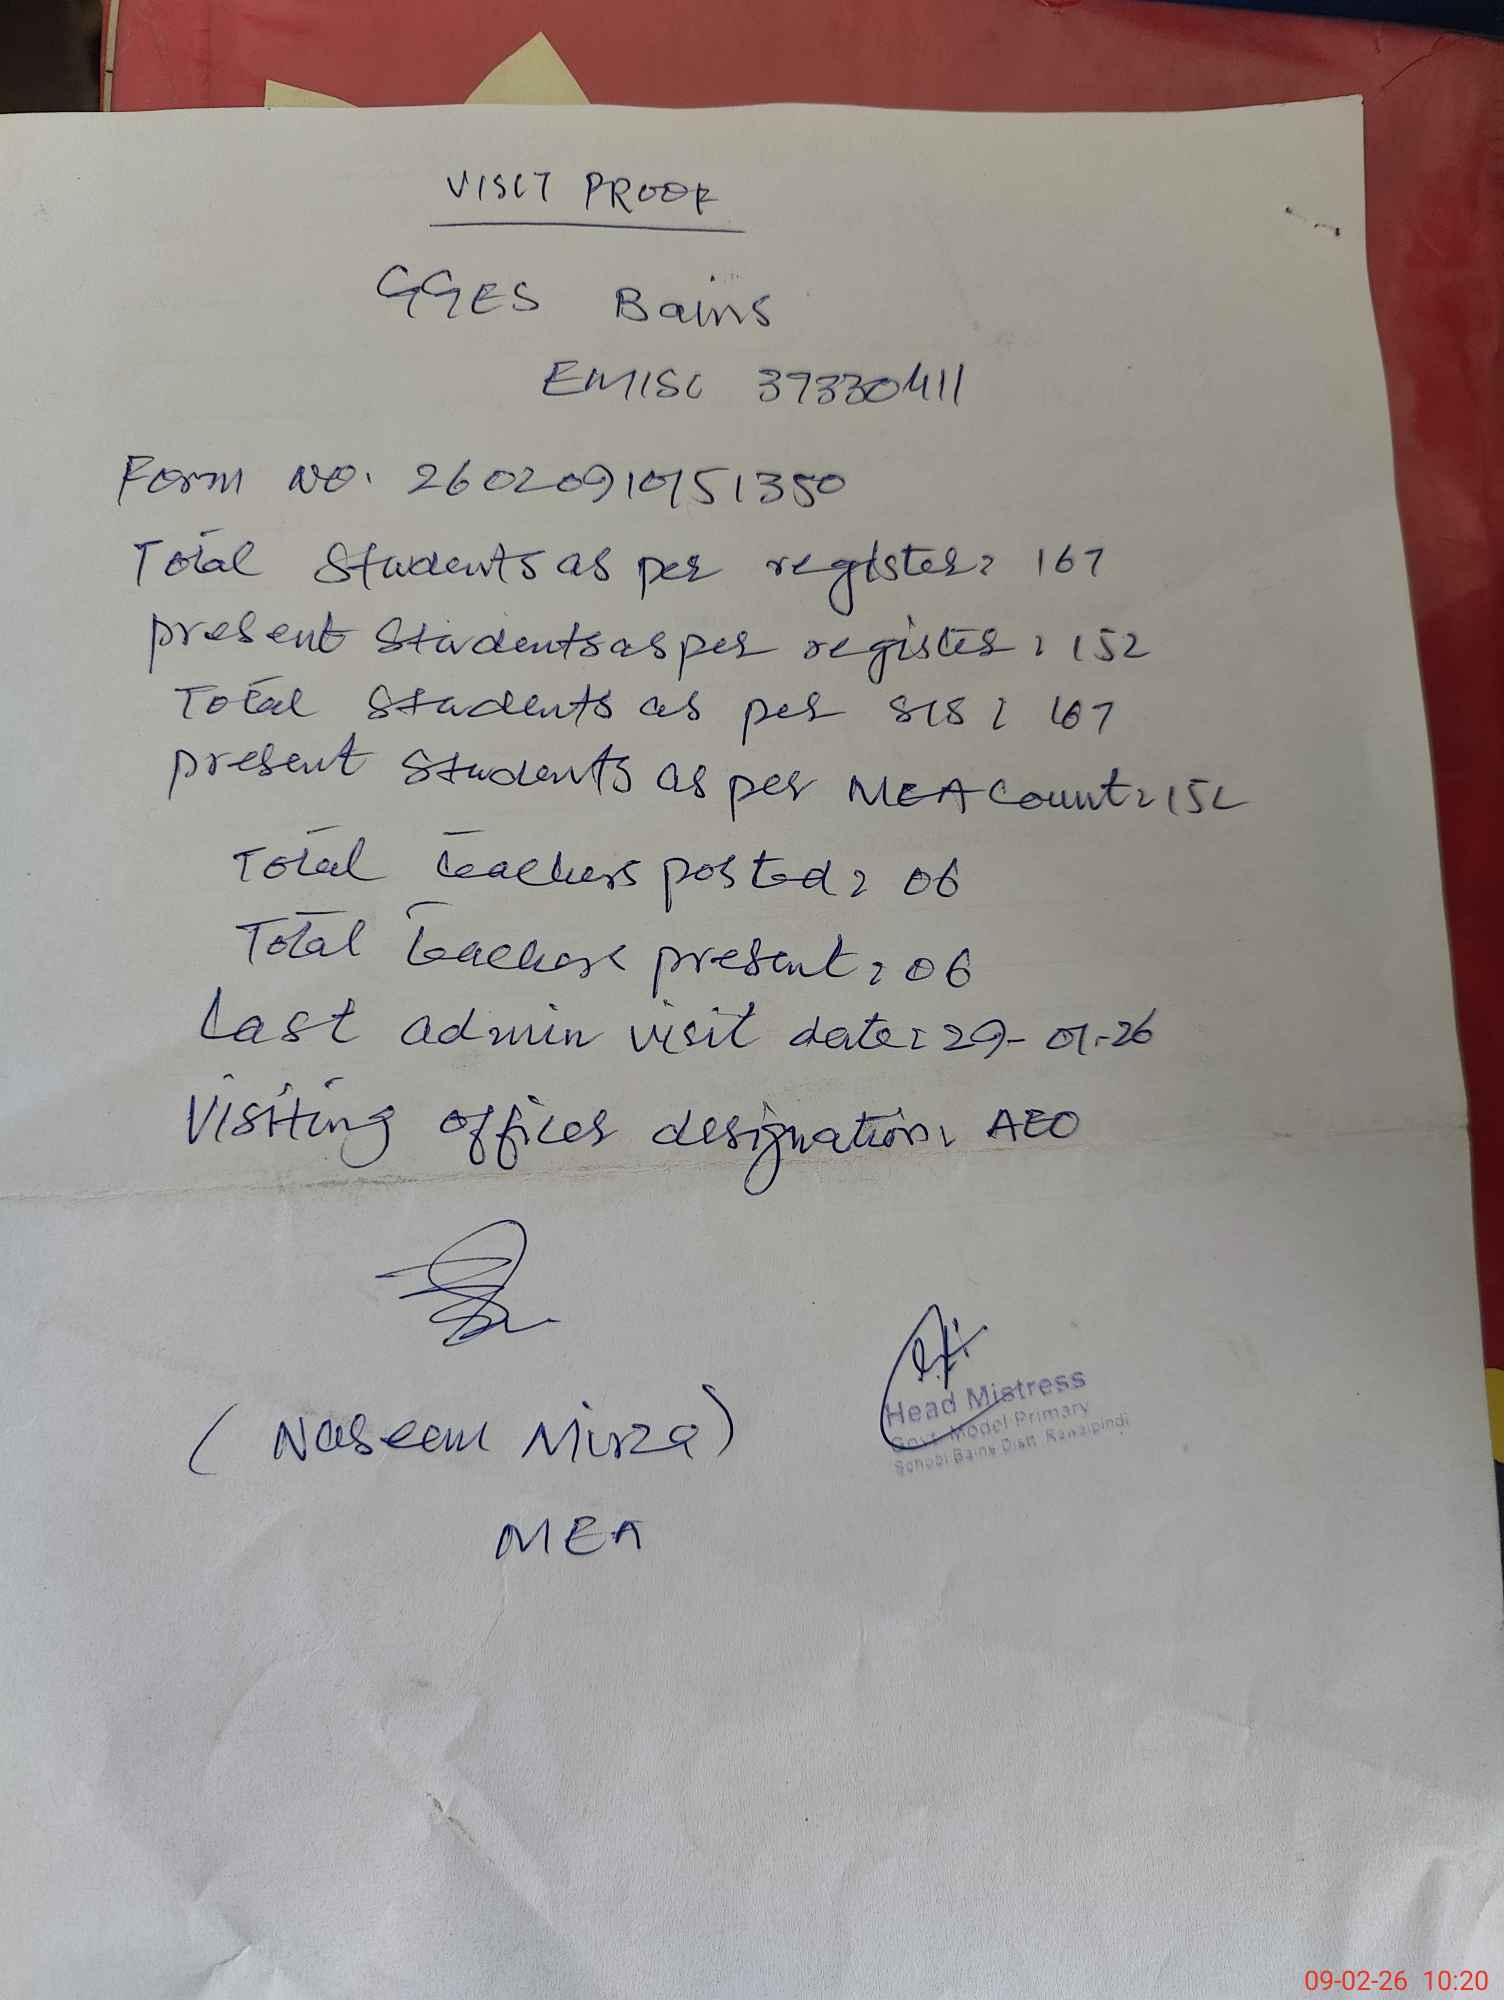 VISIT PROOF
GGES Bains
EMISC 37330411
Form NO. 26020910151350
Total Students as per register: 167
present Students as per register: 152
Total Students as per SIS: 167
present Students as per MEA Count: 152
Total teachers posted: 06
Total teachers present: 06
Last admin visit date: 29-01-26
Visiting officer designation: AEO
(Naseem Mirza)
MEA
Head Mistress
Govt. Model Primary
School Bains Distt. Rawalpindi
09-02-26 10:20